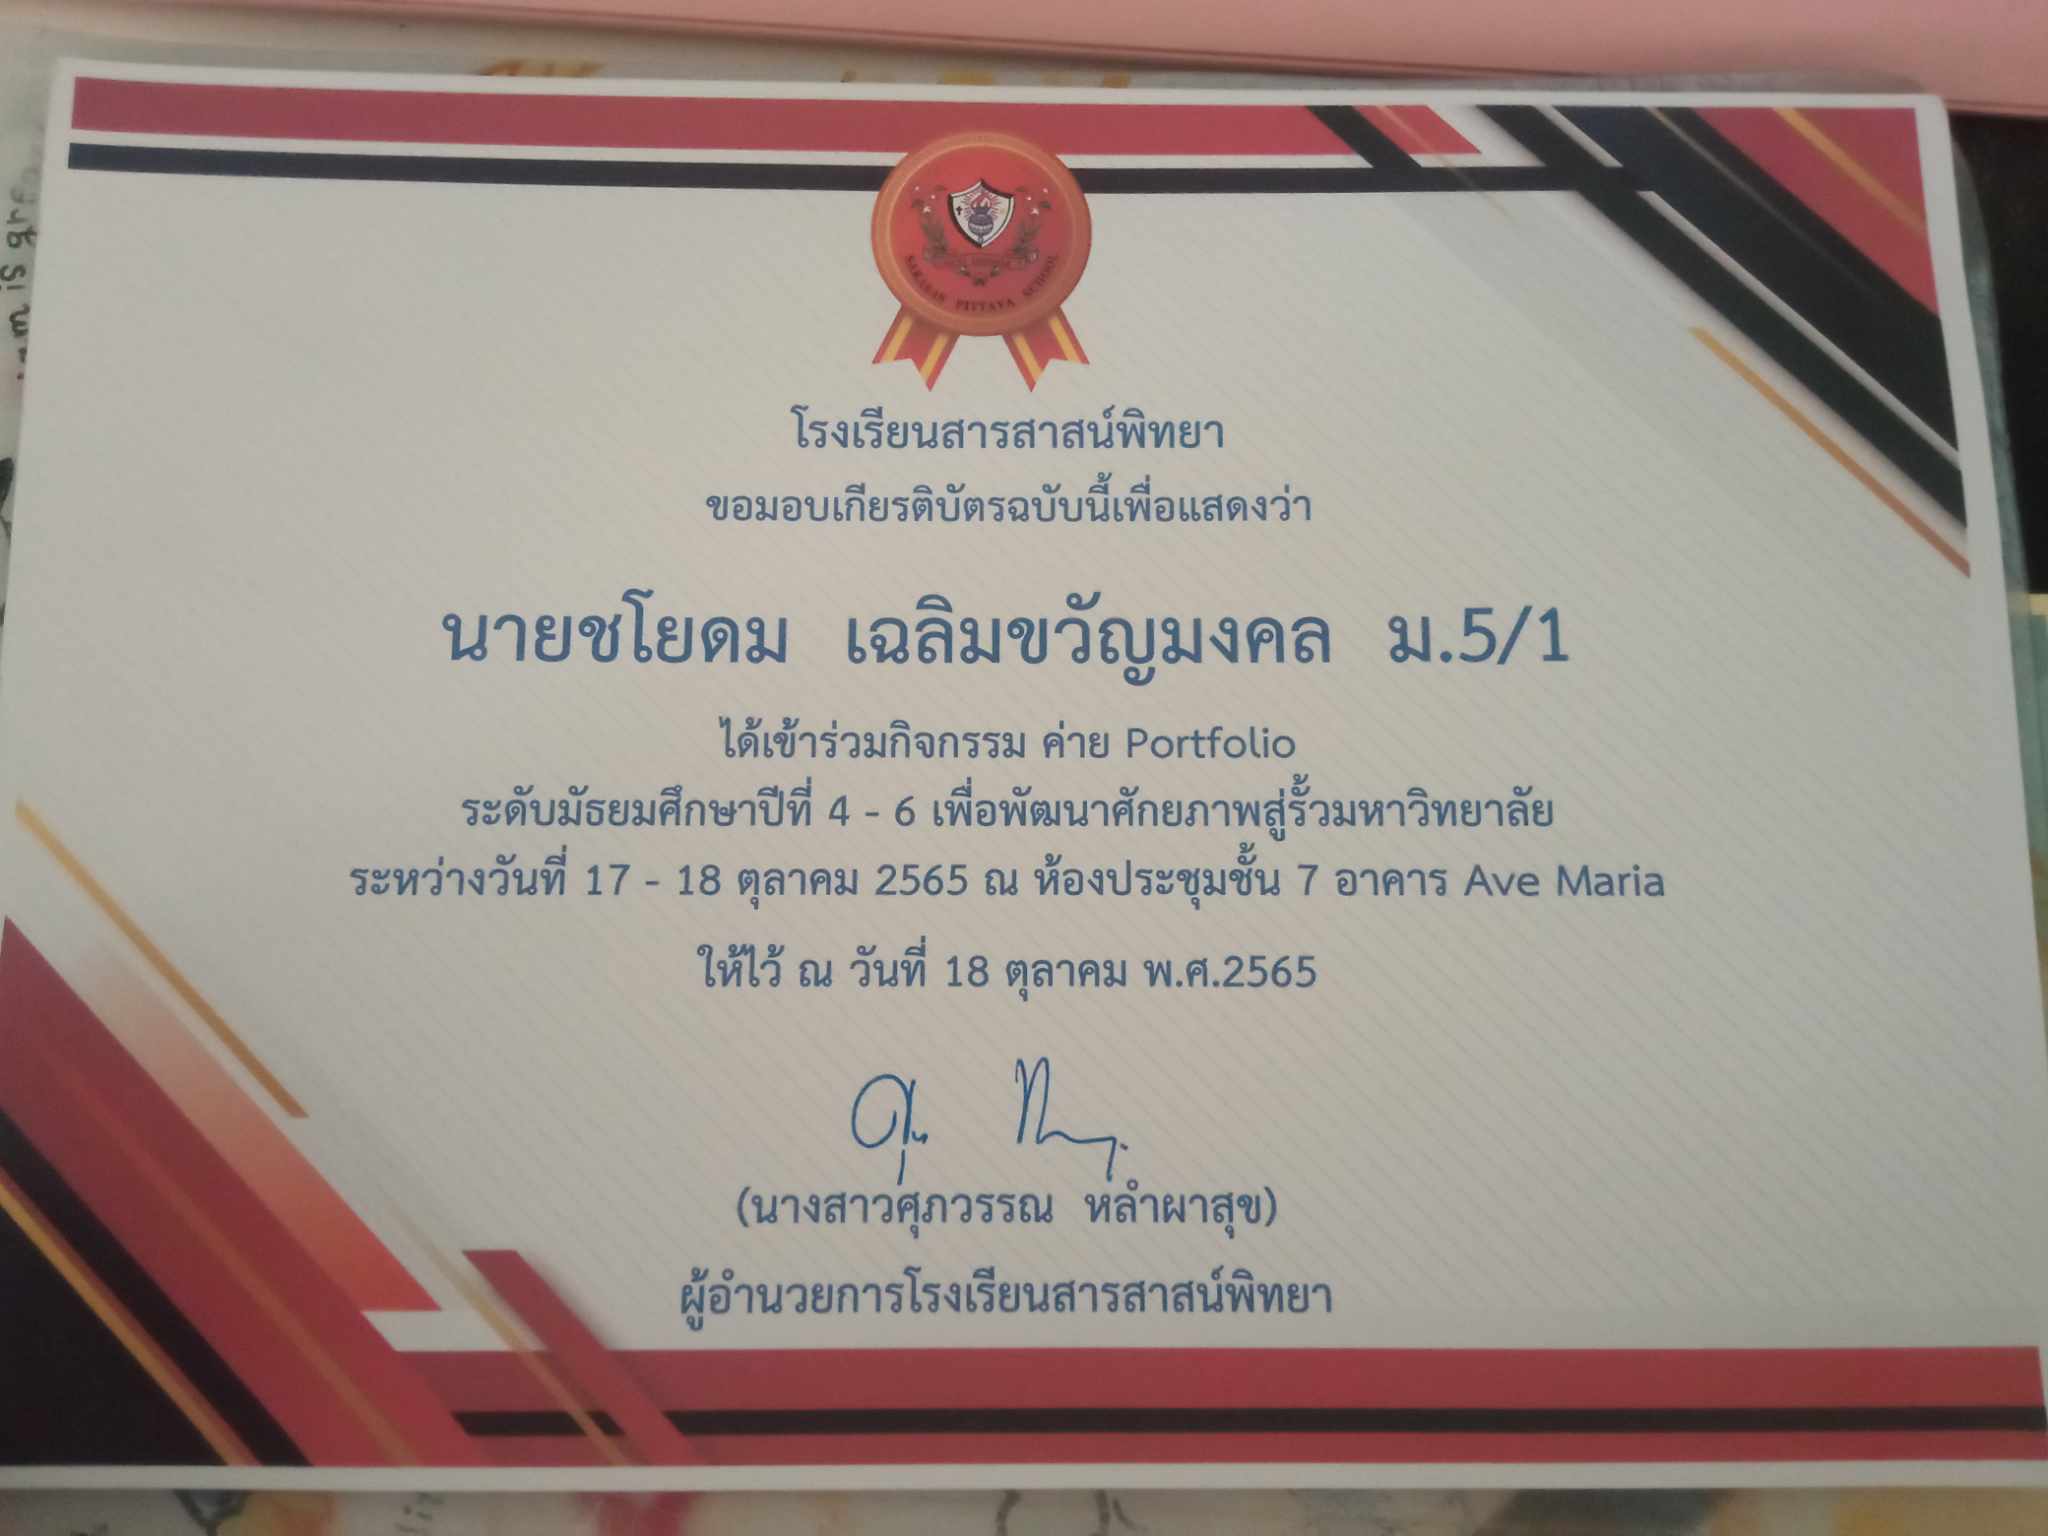 SARASAS PITTAYA SCHOOL
โรงเรียนสารสาสน์พิทยา
ขอมอบเกียรติบัตรฉบับนี้เพื่อแสดงว่า
นายชโยดม เฉลิมขวัญมงคล ม.5/1
ได้เข้าร่วมกิจกรรม ค่าย Portfolio
ระดับมัธยมศึกษาปีที่ 4 - 6 เพื่อพัฒนาศักยภาพสู่รั้วมหาวิทยาลัย
ระหว่างวันที่ 17 - 18 ตุลาคม 2565 ณ ห้องประชุมชั้น 7 อาคาร Ave Maria
ให้ไว้ ณ วันที่ 18 ตุลาคม พ.ศ.2565
(นางสาวศุภวรรณ หลำผาสุข)
ผู้อำนวยการโรงเรียนสารสาสน์พิทยา